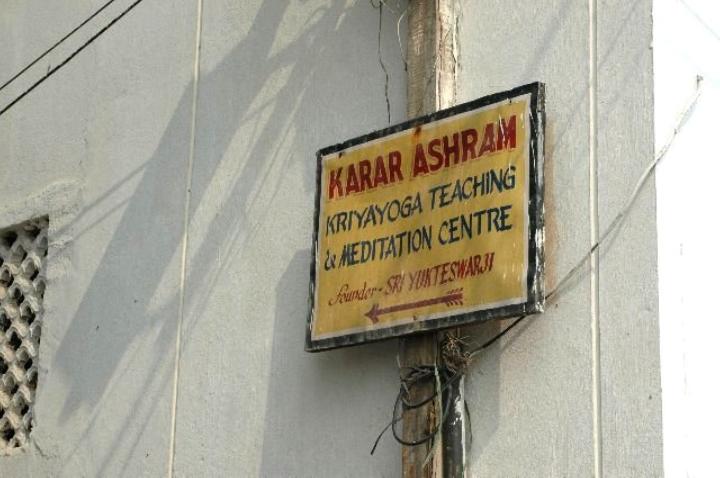 KARAR ASHRAM
KRIYAYOGA TEACHING
& MEDITATION CENTRE
founder - SRI YUKTESWARJI